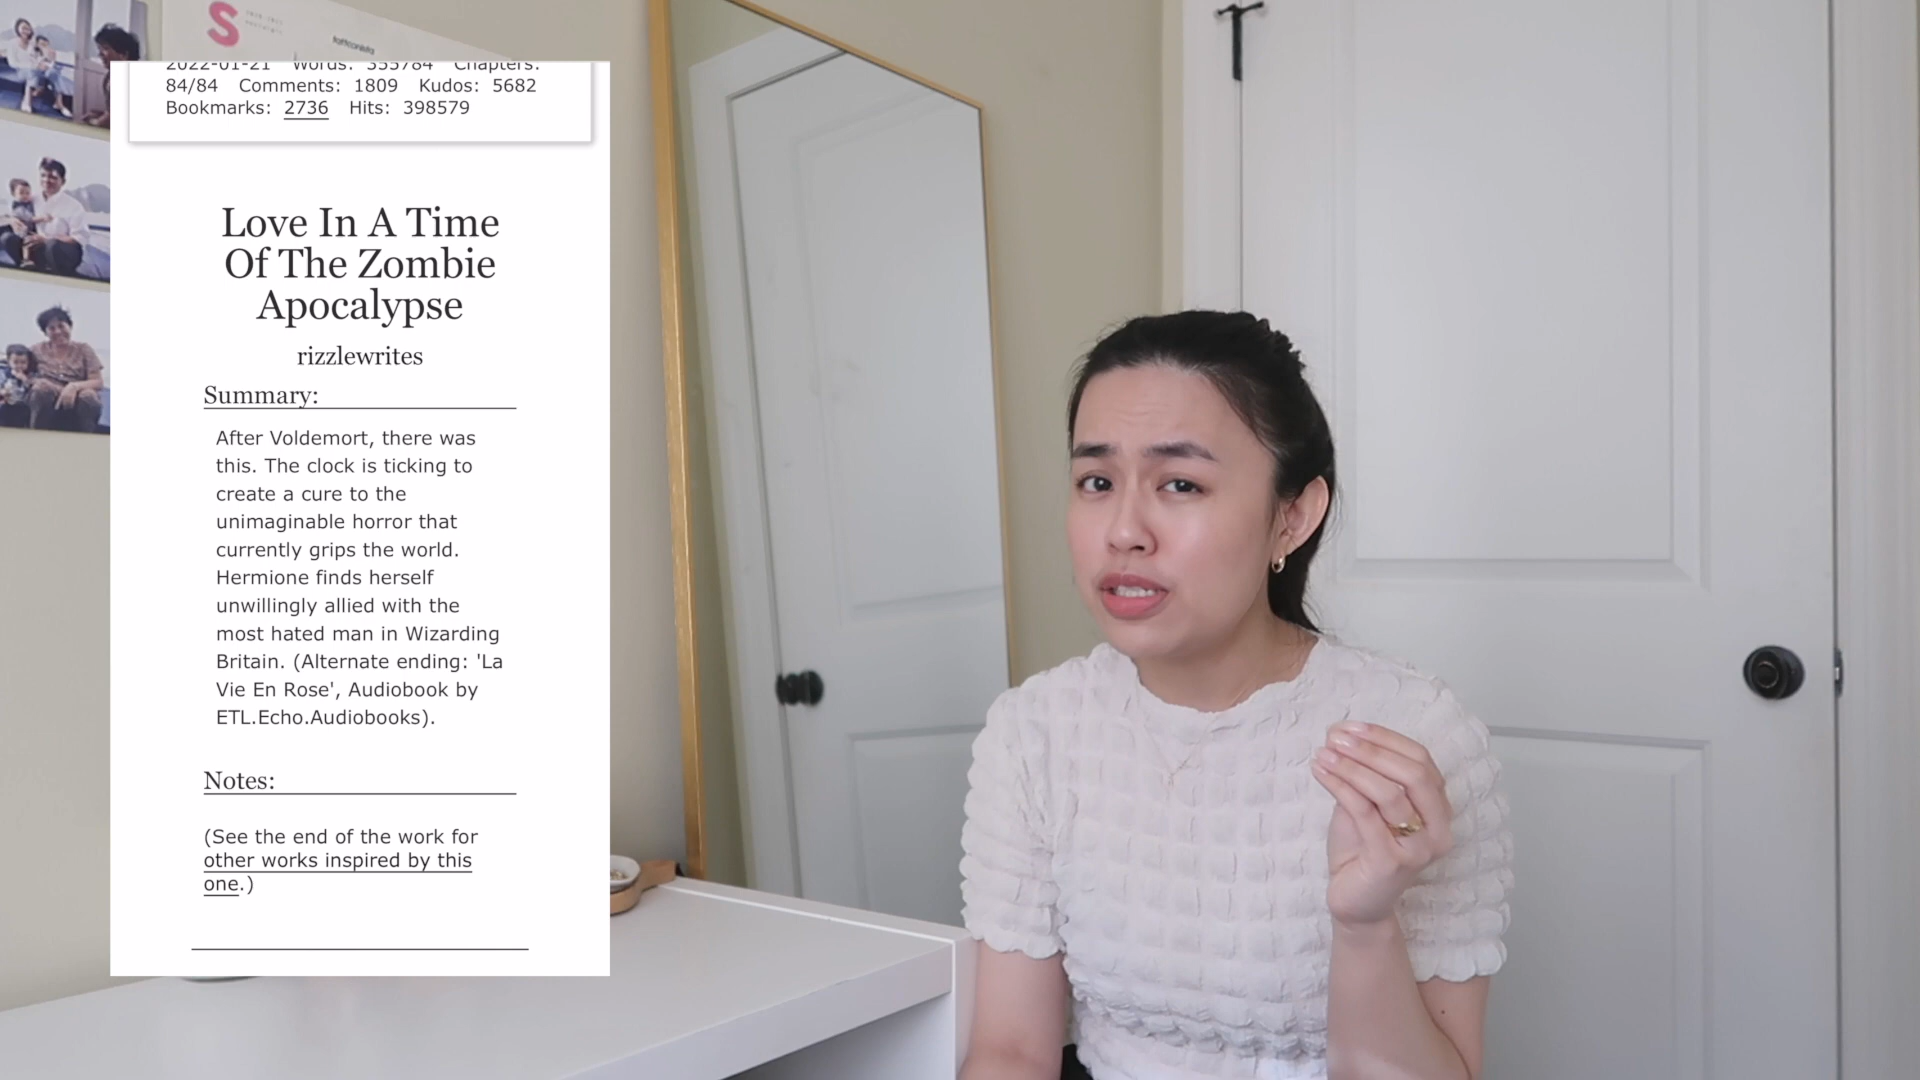 S
2022-01-21 Words: 355784 Chapters:
84/84 Comments: 1809 Kudos: 5682
Bookmarks: 2736 Hits: 398579
Love In A Time
Of The Zombie
Apocalypse
rizzlewrites
Summary:
After Voldemort, there was
this. The clock is ticking to
create a cure to the
unimaginable horror that
currently grips the world.
Hermione finds herself
unwillingly allied with the
most hated man in Wizarding
Britain. (Alternate ending: 'La
Vie En Rose', Audiobook by
ETL.Echo.Audiobooks).
Notes:
(See the end of the work for
other works inspired by this
one.)